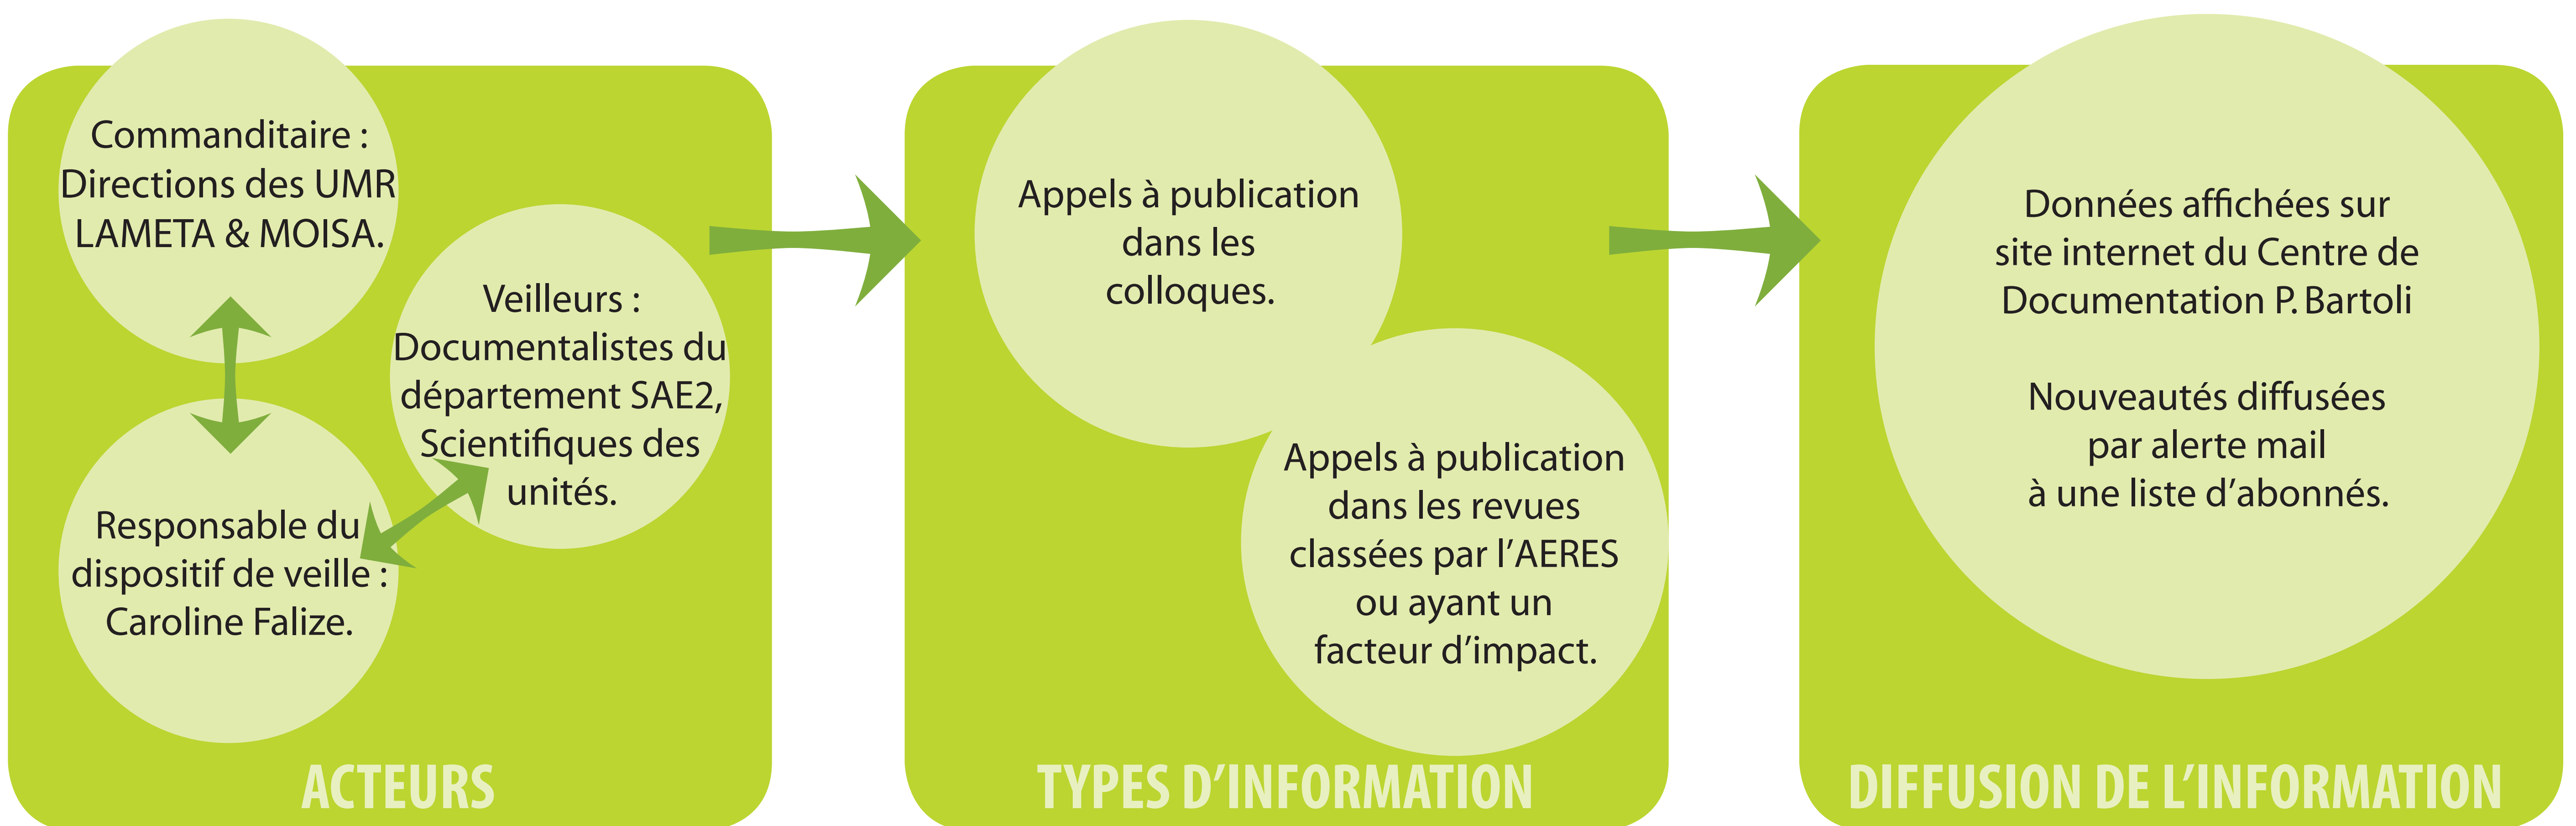 Commanditaire :
Directions des UMR
LAMETA & MOISA.
Responsable du
dispositif de veille :
Caroline Falize.
Veilleurs :
Documentalistes du
département SAE2,
Scientifiques des
unités.
ACTEURS
Appels à publication
dans les
colloques.
Appels à publication
dans les revues
classées par l’AERES
ou ayant un
facteur d’impact.
TYPES D’INFORMATION
Données affichées sur
site internet du Centre de
Documentation P. Bartoli
Nouveautés diffusées
par alerte mail
à une liste d’abonnés.
DIFFUSION DE L’INFORMATION